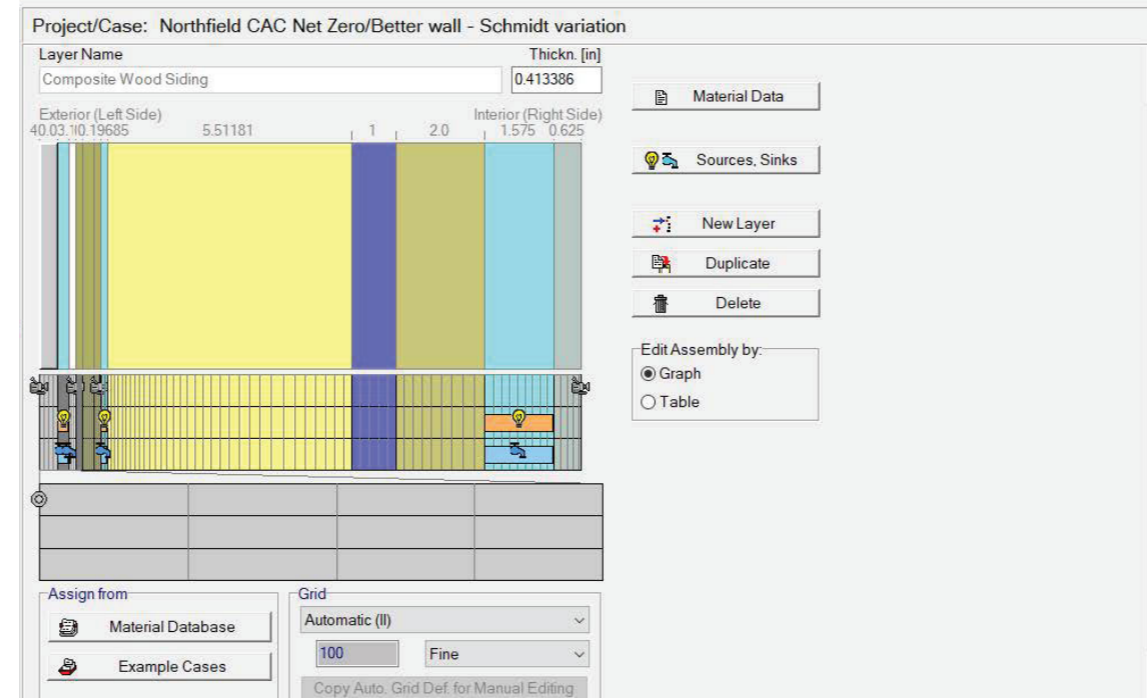 Project/Case: Northfield CAC Net Zero/Better wall - Schmidt variation
Layer Name Thickn. [in]
Composite Wood Siding 0.413386
Exterior (Left Side) Interior (Right Side)
5.51181 1 2.0 1.575 0.625
Material Data
Sources, Sinks
New Layer
Duplicate
Delete
Edit Assembly by:
Graph
Table
Assign from
Material Database
Example Cases
Grid
Automatic (II)
100 Fine
Copy Auto. Grid Def. for Manual Editing